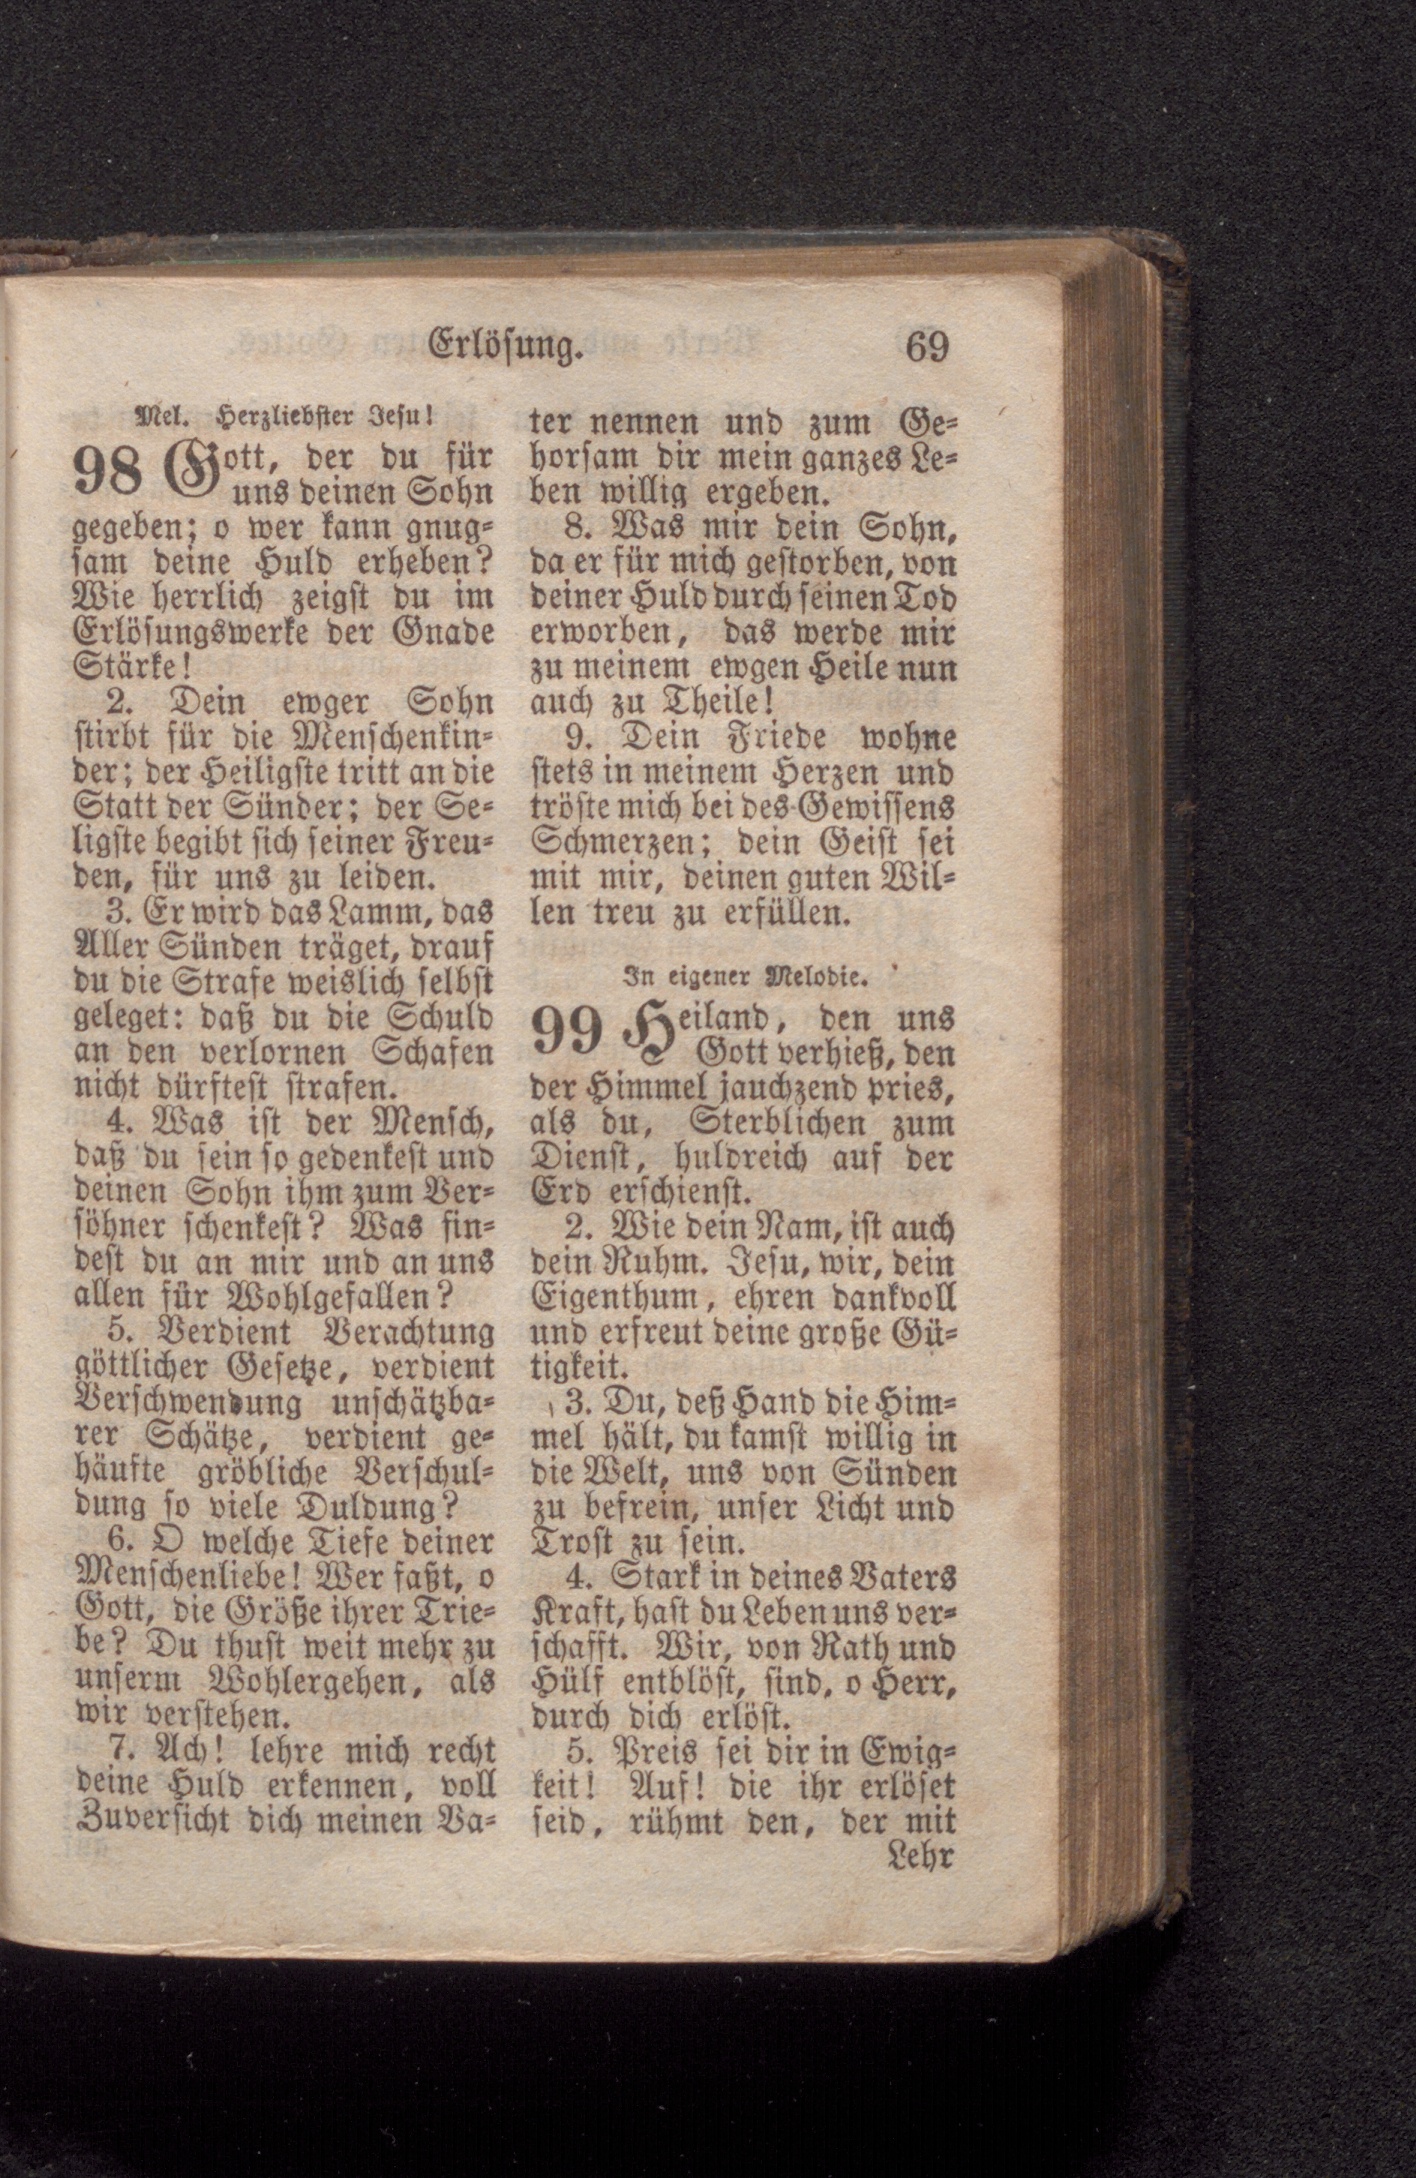 Erlösung. 69
Mel. Herzliebster Jesu!
98 Gott, der du für
uns deinen Sohn
gegeben; o wer kann gnug-
sam deine Huld erheben?
Wie herrlich zeigst du im
Erlösungswerke der Gnade
Stärke!
2. Dein ewger Sohn
stirbt für die Menschenkin-
der; der Heiligste tritt an die
Statt der Sünder; der Se-
ligste begibt sich seiner Freu-
den, für uns zu leiden.
3. Er wird das Lamm, das
Aller Sünden träget, drauf
du die Strafe weislich selbst
geleget: daß du die Schuld
an den verlornen Schafen
nicht dürftest strafen.
4. Was ist der Mensch,
daß du sein so gedenkest und
deinen Sohn ihm zum Ver-
söhner schenkest? Was fin-
dest du an mir und an uns
allen für Wohlgefallen?
5. Verdient Verachtung
göttlicher Gesetze, verdient
Verschwendung unschätzba-
rer Schätze, verdient ge-
häufte gröbliche Verschul-
dung so viele Duldung?
6. O welche Tiefe deiner
Menschenliebe! Wer faßt, o
Gott, die Größe ihrer Trie-
be? Du thust weit mehr zu
unserm Wohlergehen, als
wir verstehen.
7. Ach! lehre mich recht
deine Huld erkennen, voll
Zuversicht dich meinen Va-
ter nennen und zum Ge-
horsam dir mein ganzes Le-
ben willig ergeben.
8. Was mir dein Sohn,
da er für mich gestorben, von
deiner Huld durch seinen Tod
erworben, das werde mir
zu meinem ewgen Heile nun
auch zu Theile!
9. Dein Friede wohne
stets in meinem Herzen und
tröste mich bei des Gewissens
Schmerzen; dein Geist sei
mit mir, deinen guten Wil-
len treu zu erfüllen.
In eigener Melodie.
99 Heiland, den uns
Gott verhieß, den
der Himmel jauchzend pries,
als du, Sterblichen zum
Dienst, huldreich auf der
Erd erschienst.
2. Wie dein Nam, ist auch
dein Ruhm. Jesu, wir, dein
Eigenthum, ehren dankvoll
und erfreut deine große Gü-
tigkeit.
3. Du, deß Hand die Him-
mel hält, du kamst willig in
die Welt, uns von Sünden
zu befrein, unser Licht und
Trost zu sein.
4. Stark in deines Vaters
Kraft, hast du Leben uns ver-
schafft. Wir, von Rath und
Hülf entblöst, sind, o Herr,
durch dich erlöst.
5. Preis sei dir in Ewig-
keit! Auf! die ihr erlöset
seid, rühmt den, der mit
Lehr